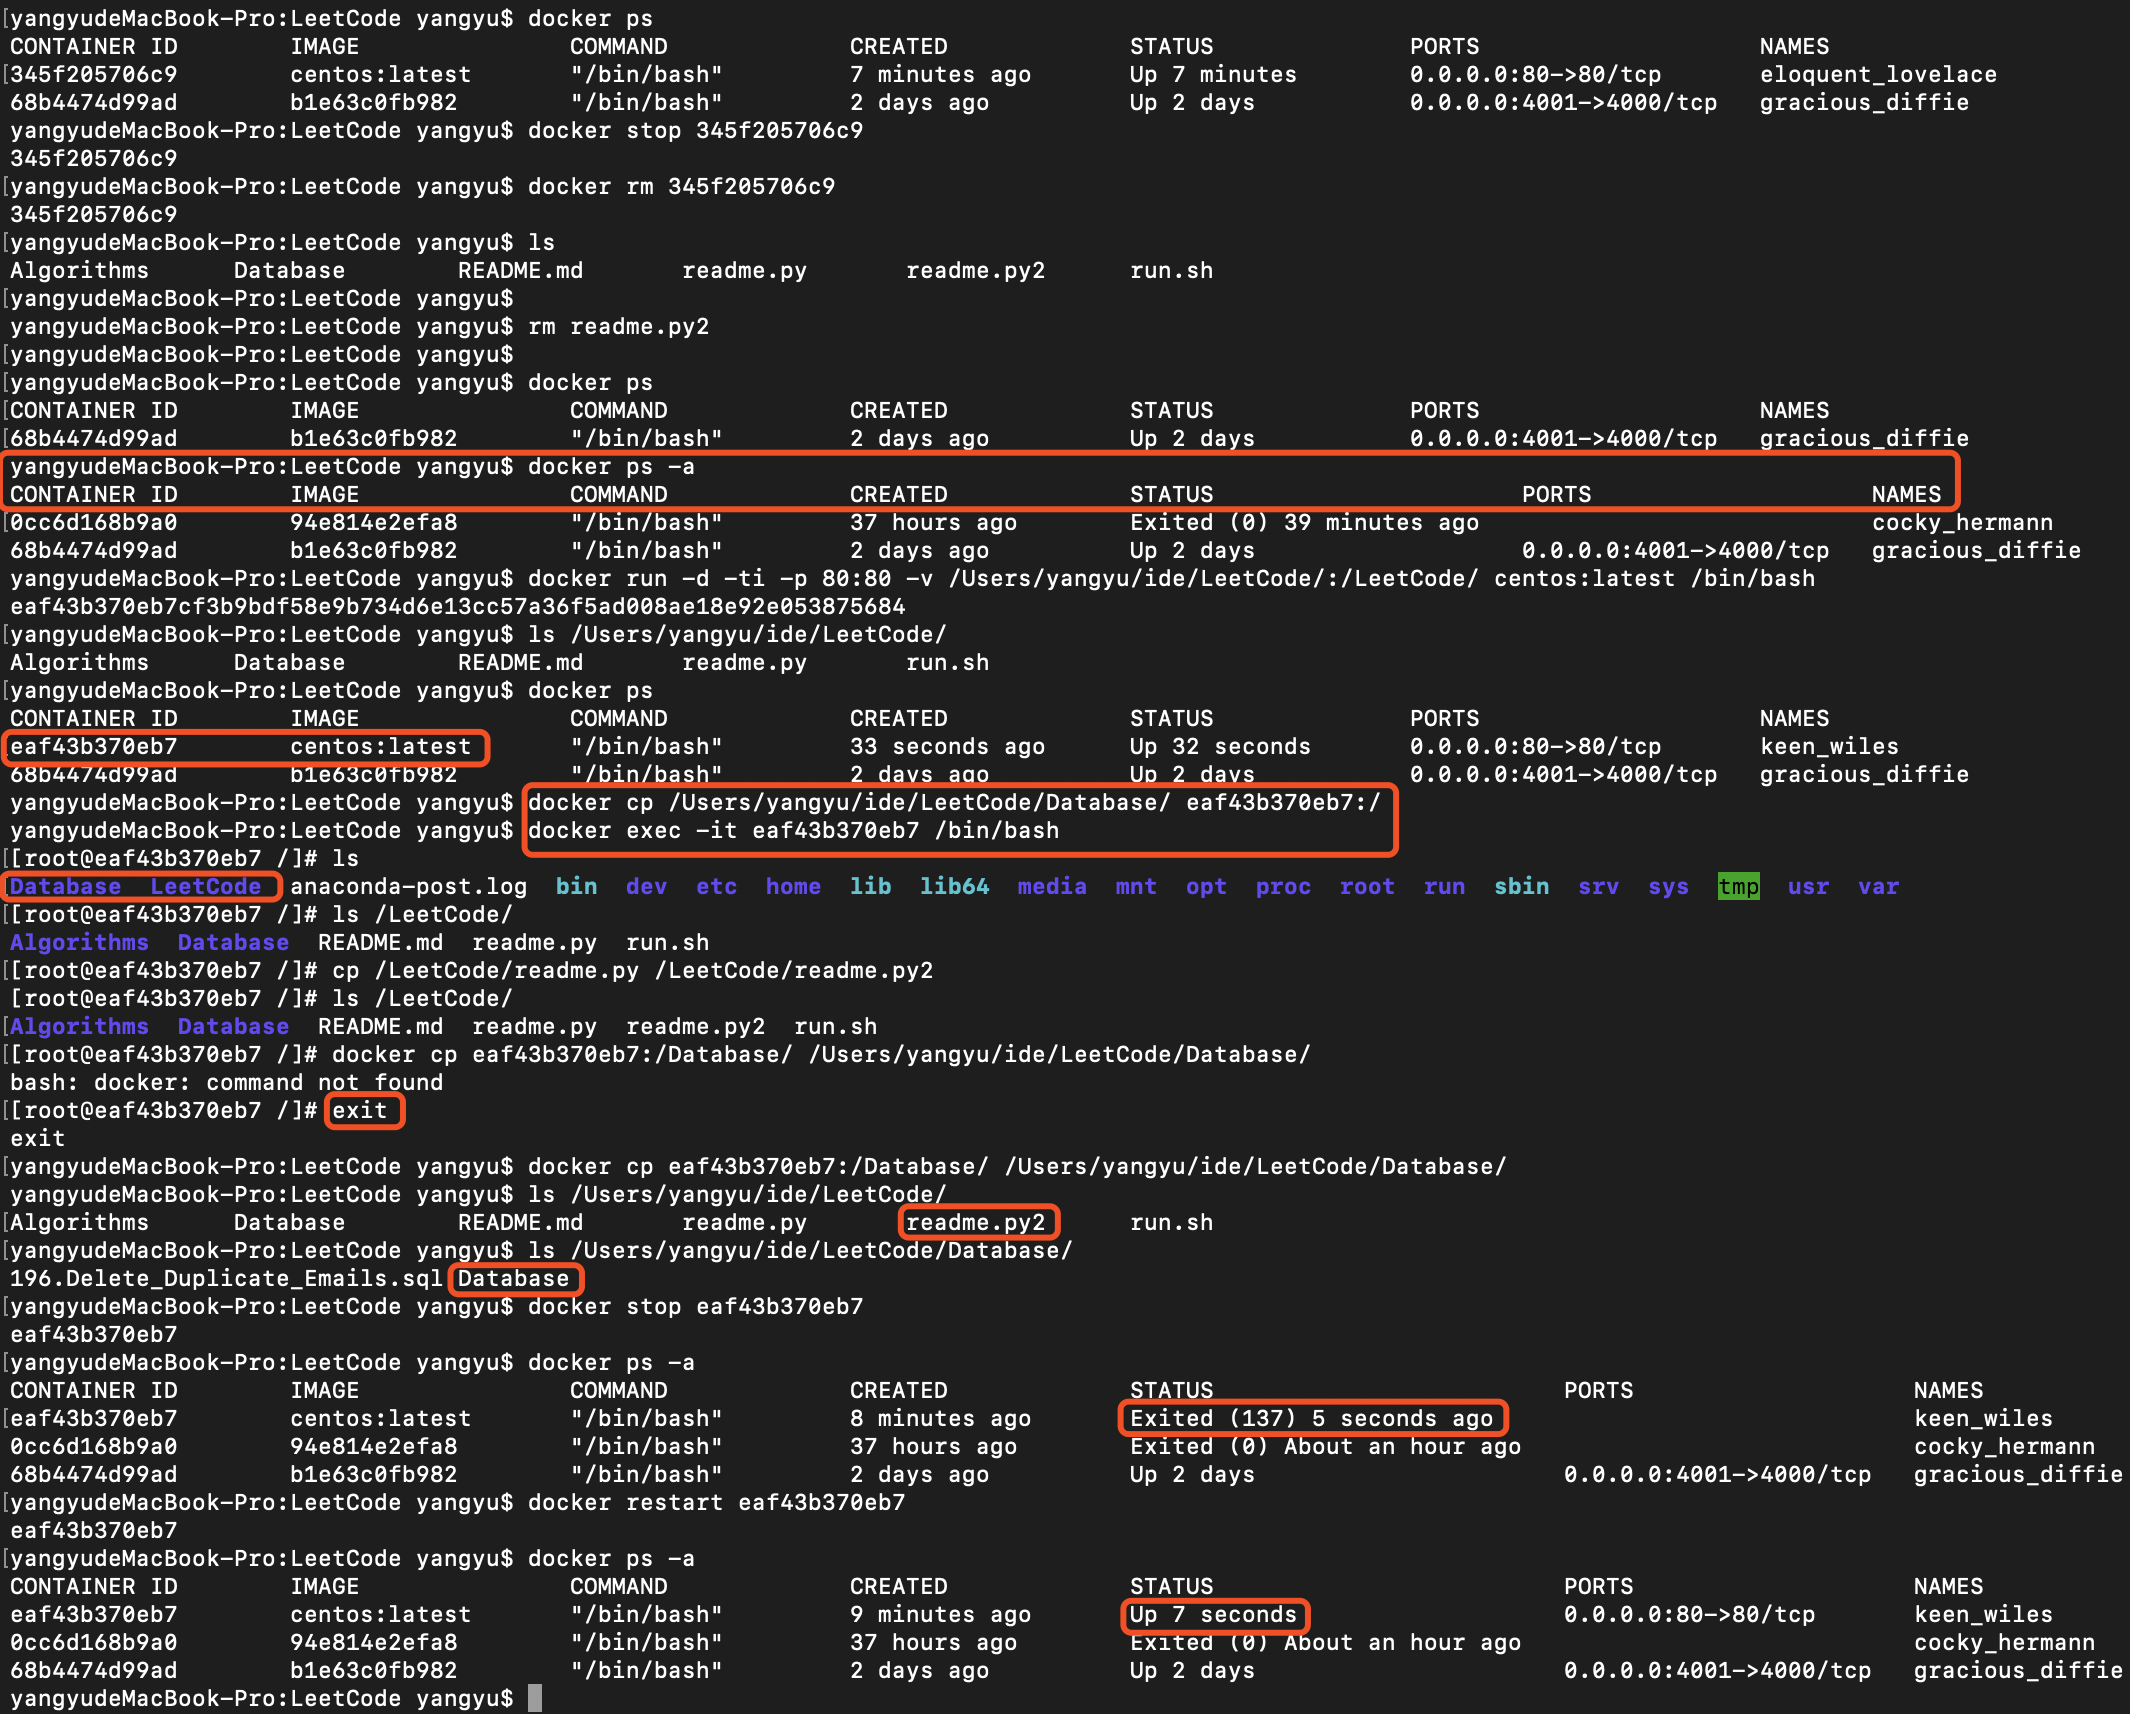 [yangyudeMacBook-Pro:LeetCode yangyu$ docker ps
CONTAINER ID        IMAGE               COMMAND             CREATED             STATUS              PORTS                    NAMES
[345f205706c9        centos:latest       "/bin/bash"         7 minutes ago       Up 7 minutes        0.0.0.0:80->80/tcp       eloquent_lovelace
68b4474d99ad        b1e63c0fb982        "/bin/bash"         2 days ago          Up 2 days           0.0.0.0:4001->4000/tcp   gracious_diffie
yangyudeMacBook-Pro:LeetCode yangyu$ docker stop 345f205706c9
345f205706c9
[yangyudeMacBook-Pro:LeetCode yangyu$ docker rm 345f205706c9
345f205706c9
[yangyudeMacBook-Pro:LeetCode yangyu$ ls
Algorithms      Database        README.md       readme.py       readme.py2      run.sh
[yangyudeMacBook-Pro:LeetCode yangyu$
yangyudeMacBook-Pro:LeetCode yangyu$ rm readme.py2
[yangyudeMacBook-Pro:LeetCode yangyu$
[yangyudeMacBook-Pro:LeetCode yangyu$ docker ps
[CONTAINER ID        IMAGE               COMMAND             CREATED             STATUS              PORTS                    NAMES
[68b4474d99ad        b1e63c0fb982        "/bin/bash"         2 days ago          Up 2 days           0.0.0.0:4001->4000/tcp   gracious_diffie
yangyudeMacBook-Pro:LeetCode yangyu$ docker ps -a
CONTAINER ID        IMAGE               COMMAND             CREATED             STATUS                      PORTS                    NAMES
[0cc6d168b9a0        94e814e2efa8        "/bin/bash"         37 hours ago        Exited (0) 39 minutes ago                            cocky_hermann
68b4474d99ad        b1e63c0fb982        "/bin/bash"         2 days ago          Up 2 days                   0.0.0.0:4001->4000/tcp   gracious_diffie
yangyudeMacBook-Pro:LeetCode yangyu$ docker run -d -ti -p 80:80 -v /Users/yangyu/ide/LeetCode/:/LeetCode/ centos:latest /bin/bash
eaf43b370eb7cf3b9bdf58e9b734d6e13cc57a36f5ad008ae18e92e053875684
[yangyudeMacBook-Pro:LeetCode yangyu$ ls /Users/yangyu/ide/LeetCode/
Algorithms      Database        README.md       readme.py       run.sh
[yangyudeMacBook-Pro:LeetCode yangyu$ docker ps
CONTAINER ID        IMAGE               COMMAND             CREATED             STATUS              PORTS                    NAMES
[eaf43b370eb7        centos:latest       "/bin/bash"         33 seconds ago      Up 32 seconds       0.0.0.0:80->80/tcp       keen_wiles
68b4474d99ad        b1e63c0fb982        "/bin/bash"         2 days ago          Up 2 days           0.0.0.0:4001->4000/tcp   gracious_diffie
yangyudeMacBook-Pro:LeetCode yangyu$ docker cp /Users/yangyu/ide/LeetCode/Database/ eaf43b370eb7:/
yangyudeMacBook-Pro:LeetCode yangyu$ docker exec -it eaf43b370eb7 /bin/bash
[[root@eaf43b370eb7 /]# ls
[Database  LeetCode  anaconda-post.log  bin  dev  etc  home  lib  lib64  media  mnt  opt  proc  root  run  sbin  srv  sys  tmp  usr  var
[[root@eaf43b370eb7 /]# ls /LeetCode/
Algorithms  Database  README.md  readme.py  run.sh
[[root@eaf43b370eb7 /]# cp /LeetCode/readme.py /LeetCode/readme.py2
[root@eaf43b370eb7 /]# ls /LeetCode/
[Algorithms  Database  README.md  readme.py  readme.py2  run.sh
[[root@eaf43b370eb7 /]# docker cp eaf43b370eb7:/Database/ /Users/yangyu/ide/LeetCode/Database/
bash: docker: command not found
[[root@eaf43b370eb7 /]# exit
exit
[yangyudeMacBook-Pro:LeetCode yangyu$ docker cp eaf43b370eb7:/Database/ /Users/yangyu/ide/LeetCode/Database/
yangyudeMacBook-Pro:LeetCode yangyu$ ls /Users/yangyu/ide/LeetCode/
[Algorithms      Database        README.md       readme.py       readme.py2      run.sh
[yangyudeMacBook-Pro:LeetCode yangyu$ ls /Users/yangyu/ide/LeetCode/Database/
196.Delete_Duplicate_Emails.sql Database
[yangyudeMacBook-Pro:LeetCode yangyu$ docker stop eaf43b370eb7
eaf43b370eb7
[yangyudeMacBook-Pro:LeetCode yangyu$ docker ps -a
CONTAINER ID        IMAGE               COMMAND             CREATED             STATUS                         PORTS                    NAMES
[eaf43b370eb7        centos:latest       "/bin/bash"         8 minutes ago       Exited (137) 5 seconds ago                              keen_wiles
0cc6d168b9a0        94e814e2efa8        "/bin/bash"         37 hours ago        Exited (0) About an hour ago                            cocky_hermann
68b4474d99ad        b1e63c0fb982        "/bin/bash"         2 days ago          Up 2 days                      0.0.0.0:4001->4000/tcp   gracious_diffie
[yangyudeMacBook-Pro:LeetCode yangyu$ docker restart eaf43b370eb7
eaf43b370eb7
[yangyudeMacBook-Pro:LeetCode yangyu$ docker ps -a
CONTAINER ID        IMAGE               COMMAND             CREATED             STATUS                         PORTS                    NAMES
eaf43b370eb7        centos:latest       "/bin/bash"         9 minutes ago       Up 7 seconds                   0.0.0.0:80->80/tcp       keen_wiles
0cc6d168b9a0        94e814e2efa8        "/bin/bash"         37 hours ago        Exited (0) About an hour ago                            cocky_hermann
68b4474d99ad        b1e63c0fb982        "/bin/bash"         2 days ago          Up 2 days                      0.0.0.0:4001->4000/tcp   gracious_diffie
yangyudeMacBook-Pro:LeetCode yangyu$